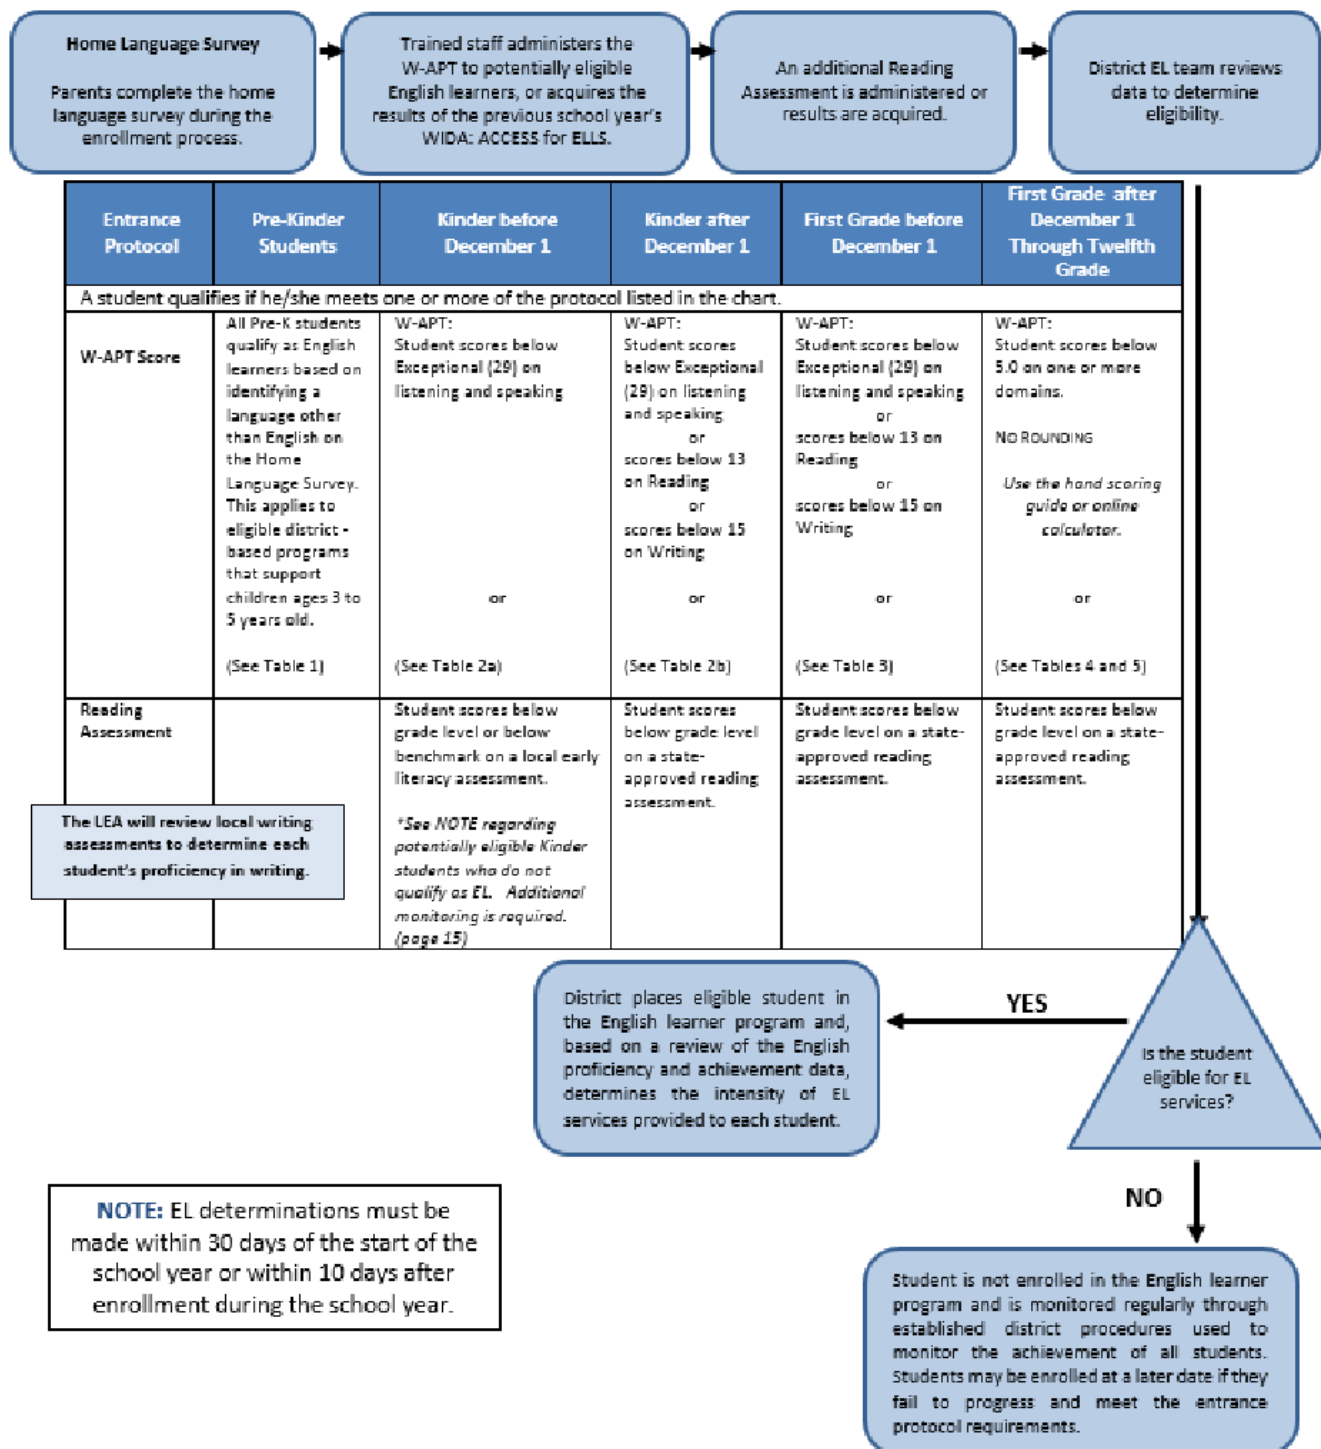 Home Language Survey
Parents complete the home
language survey during the
enrollment process.
Trained staff administers the
W-APT to potentially eligible
English learners, or acquires the
results of the previous school year's
WIDA: ACCESS for ELLS.
An additional Reading
Assessment is administered or
results are acquired.
District EL team reviews
data to determine
eligibility.
Entrance
Protocol
Pre-Kinder
Students
Kinder before
December 1
Kinder after
December 1
First Grade before
December 1
First Grade after
December 1
Through Twelfth
Grade
A student qualifies if he/she meets one or more of the protocol listed in the chart.
W-APT Score
All Pre-K students
qualify as English
learners based on
identifying a
language other
than English on
the Home
Language Survey.
This applies to
eligible district -
based programs
that support
children ages 3 to
5 years old.
(See Table 1)
W-APT:
Student scores below
Exceptional (29) on
listening and speaking
or
(See Table 2a)
W-APT:
Student scores
below Exceptional
(29) on listening
and speaking
or
scores below 13
on Reading
or
scores below 15
on Writing
or
(See Table 2b)
W-APT:
Student scores below
Exceptional (29) on
listening and speaking
or
scores below 13 on
Reading
or
scores below 15 on
Writing
or
(See Table 3)
W-APT:
Student scores below
5.0 on one or more
domains.
NO ROUNDING
Use the hand scoring
guide or online
calculator.
or
(See Tables 4 and 5)
Reading
Assessment
Student scores below
grade level or below
benchmark on a local early
literacy assessment.
*See NOTE regarding
potentially eligible Kinder
students who do not
qualify as EL. Additional
monitoring is required.
(page 15)
Student scores
below grade level
on a state-
approved reading
assessment.
Student scores below
grade level on a state-
approved reading
assessment.
Student scores below
grade level on a state-
approved reading
assessment.
The LEA will review local writing
assessments to determine each
student's proficiency in writing.
District places eligible student in
the English learner program and,
based on a review of the English
proficiency and achievement data,
determines the intensity of EL
services provided to each student.
YES
Is the student
eligible for EL
services?
NO
NOTE: EL determinations must be
made within 30 days of the start of the
school year or within 10 days after
enrollment during the school year.
Student is not enrolled in the English learner
program and is monitored regularly through
established district procedures used to
monitor the achievement of all students.
Students may be enrolled at a later date if they
fail to progress and meet the entrance
protocol requirements.